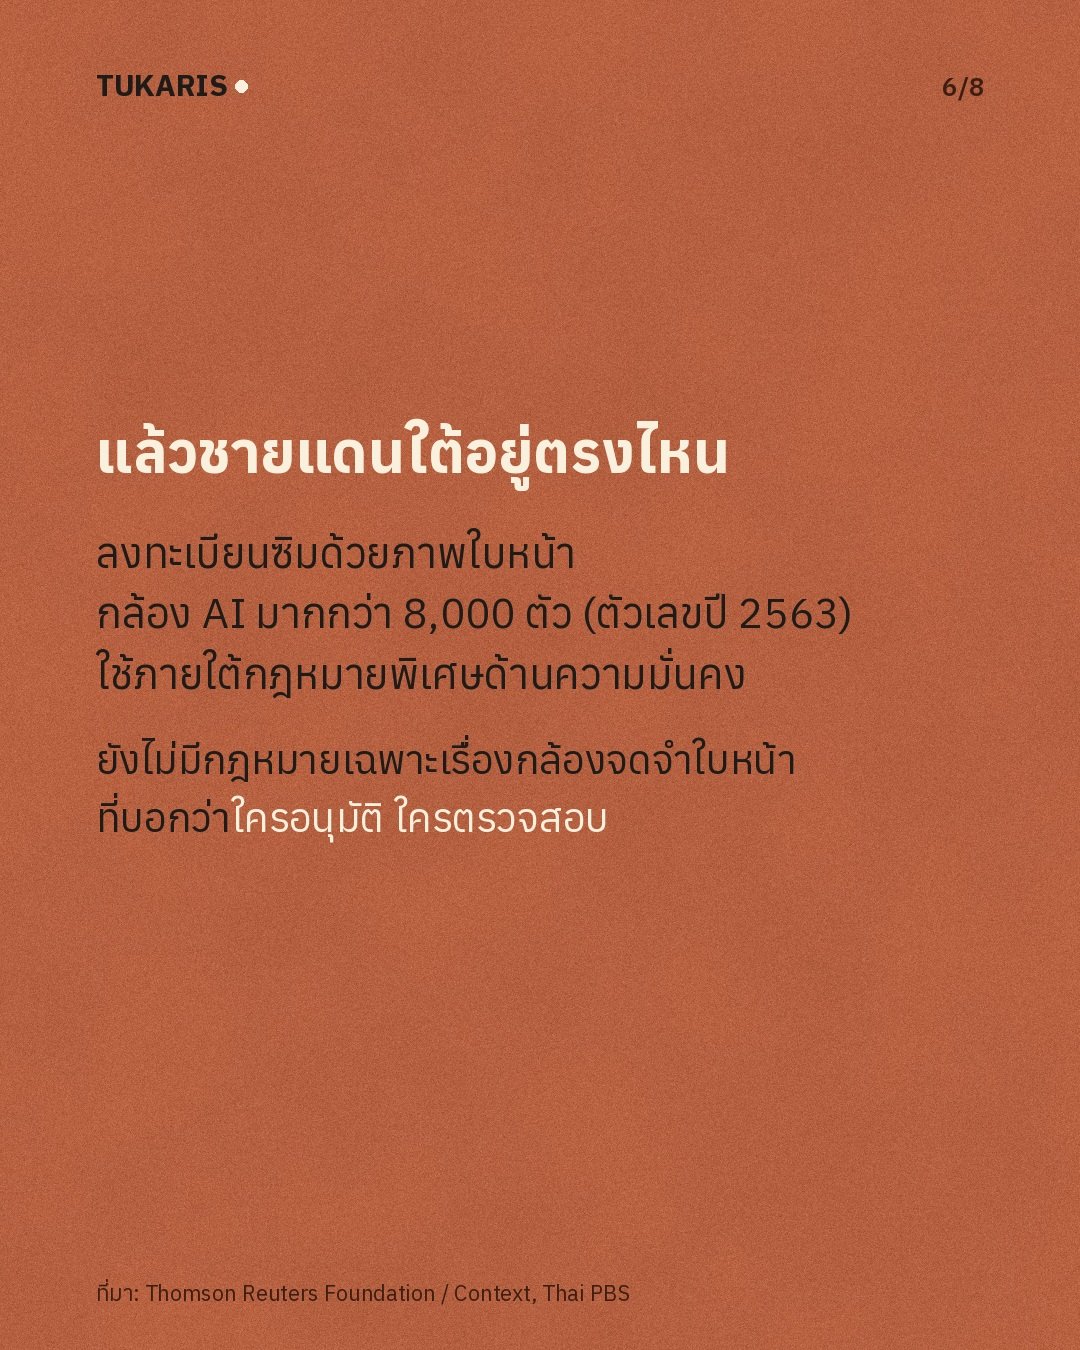 TUKARIS
6/8
แล้วชายแดนใต้อยู่ตรงไหน
ลงทะเบียนซิมด้วยภาพใบหน้า
กล้อง AI มากกว่า 8,000 ตัว (ตัวเลขปี 2563)
ใช้ภายใต้กฎหมายพิเศษด้านความมั่นคง
ยังไม่มีกฎหมายเฉพาะเรื่องกล้องจดจำใบหน้า
ที่บอกว่าใครอนุมัติ ใครตรวจสอบ
ที่มา: Thomson Reuters Foundation / Context, Thai PBS